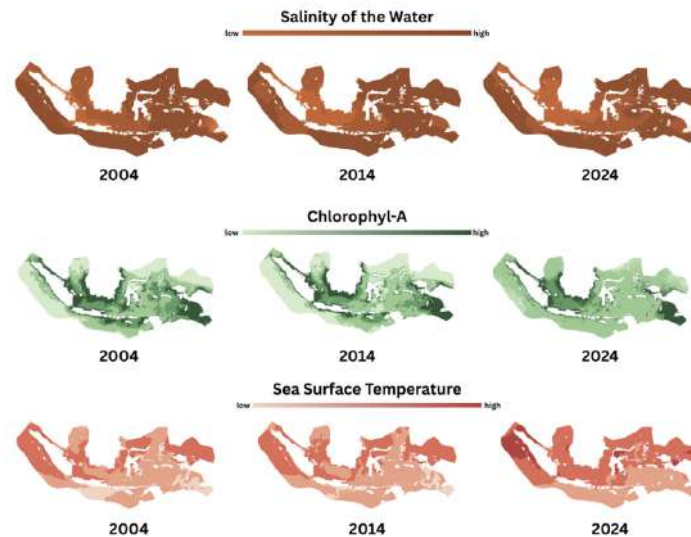 Salinity of the Water
low high
2004 2014 2024
Chlorophyl-A
low high
2004 2014 2024
Sea Surface Temperature
low high
2004 2014 2024